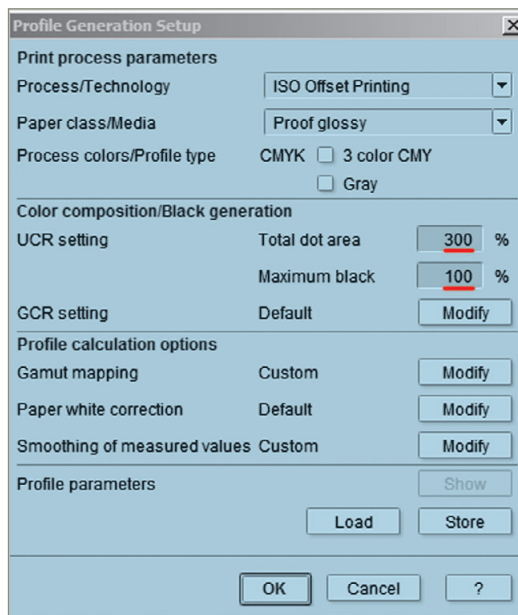 Profile Generation Setup
Print process parameters
Process/Technology ISO Offset Printing
Paper class/Media Proof glossy
Process colors/Profile type CMYK 3 color CMY
Gray
Color composition/Black generation
UCR setting Total dot area 300 %
Maximum black 100 %
GCR setting Default Modify
Profile calculation options
Gamut mapping Custom Modify
Paper white correction Default Modify
Smoothing of measured values Custom Modify
Profile parameters Show
Load Store
OK Cancel ?